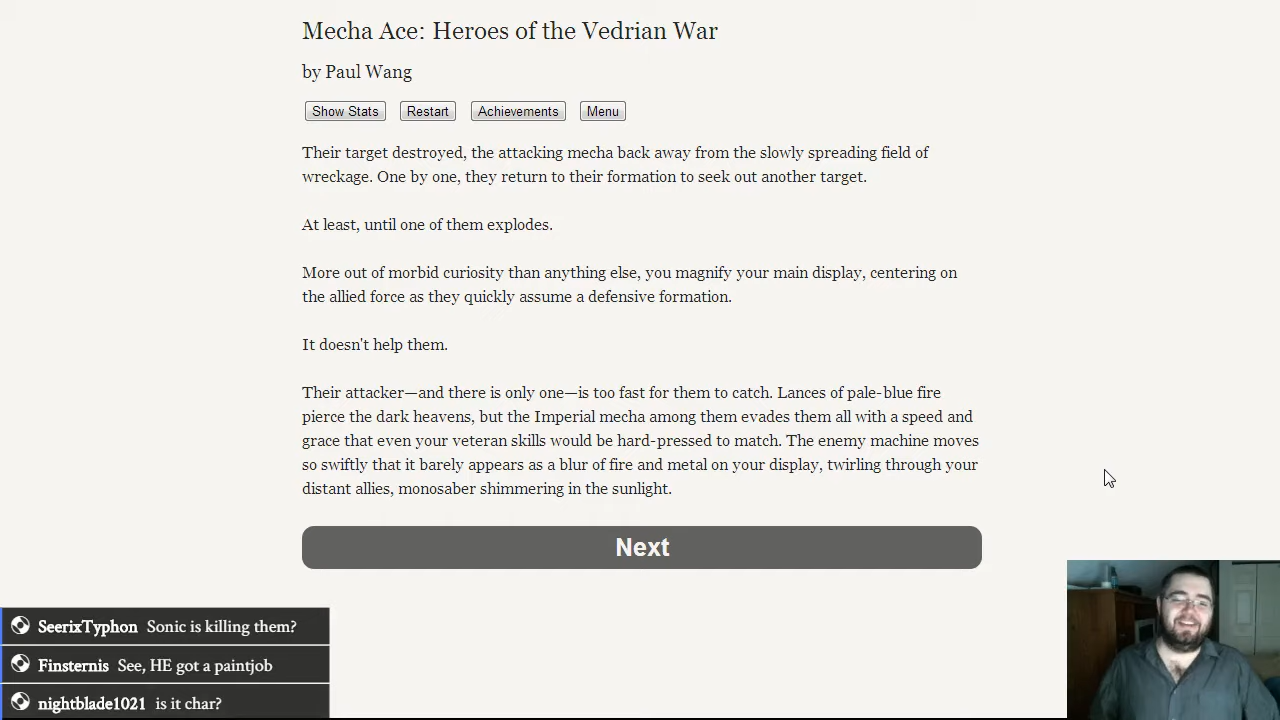 Mecha Ace: Heroes of the Vedrian War
by Paul Wang
Show Stats Restart Achievements Menu
Their target destroyed, the attacking mecha back away from the slowly spreading field of
wreckage. One by one, they return to their formation to seek out another target.
At least, until one of them explodes.
More out of morbid curiosity than anything else, you magnify your main display, centering on
the allied force as they quickly assume a defensive formation.
It doesn't help them.
Their attacker—and there is only one—is too fast for them to catch. Lances of pale-blue fire
pierce the dark heavens, but the Imperial mecha among them evades them all with a speed and
grace that even your veteran skills would be hard-pressed to match. The enemy machine moves
so swiftly that it barely appears as a blur of fire and metal on your display, twirling through your
distant allies, monosaber shimmering in the sunlight.
Next
SeerixTyphon Sonic is killing them?
Finsternis See, HE got a paintjob
nightblade1021 is it char?